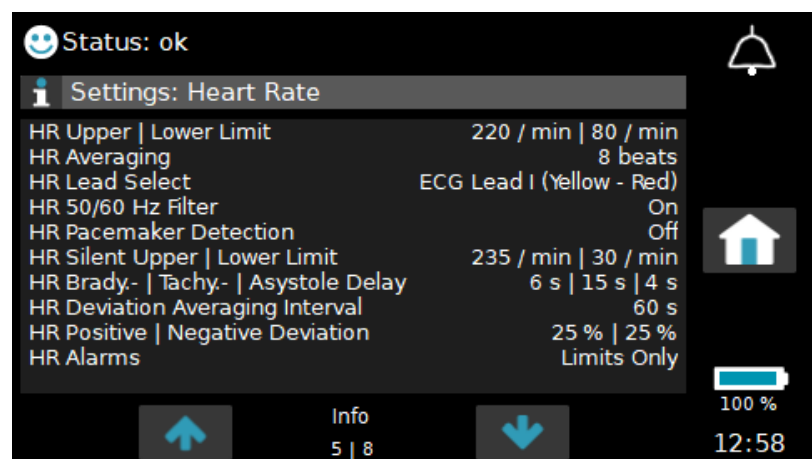 Status: ok
Settings: Heart Rate
HR Upper | Lower Limit 220 / min | 80 / min
HR Averaging 8 beats
HR Lead Select ECG Lead I (Yellow - Red)
HR 50/60 Hz Filter On
HR Pacemaker Detection Off
HR Silent Upper | Lower Limit 235 / min | 30 / min
HR Brady.- | Tachy.- | Asystole Delay 6 s | 15 s | 4 s
HR Deviation Averaging Interval 60 s
HR Positive | Negative Deviation 25 % | 25 %
HR Alarms Limits Only
Info
5 | 8
100 %
12:58